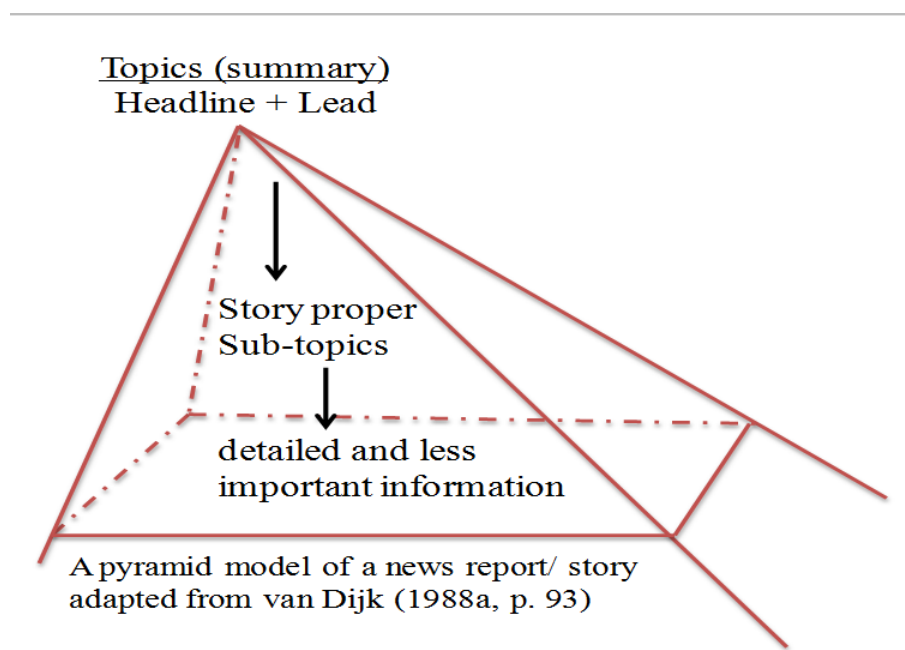 Topics (summary)
Headline + Lead
Story proper
Sub-topics
detailed and less
important information
A pyramid model of a news report/ story
adapted from van Dijk (1988a, p. 93)